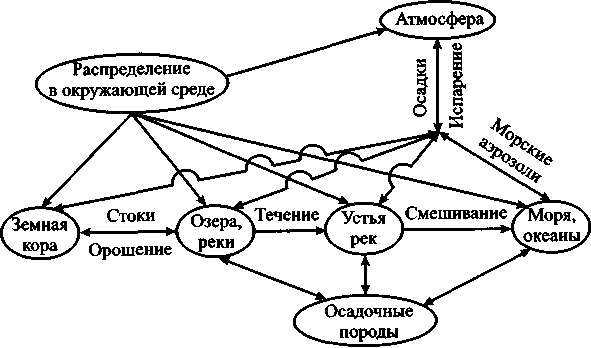 Атмосфера
Распределение
в окружающей среде
Осадки
Испарение
Морские
аэрозоли
Земная
кора
Стоки
Орошение
Озера,
реки
Течение
Устья
рек
Смешивание
Моря,
океаны
Осадочные
породы